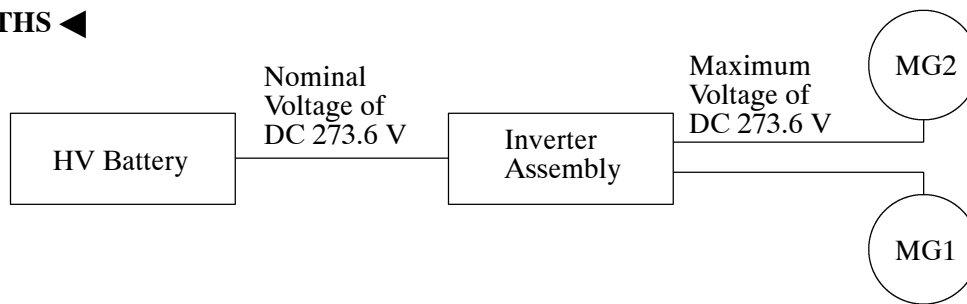 THS ◀
Nominal
Voltage of
DC 273.6 V
Maximum
Voltage of
DC 273.6 V
MG2
HV Battery
Inverter
Assembly
MG1